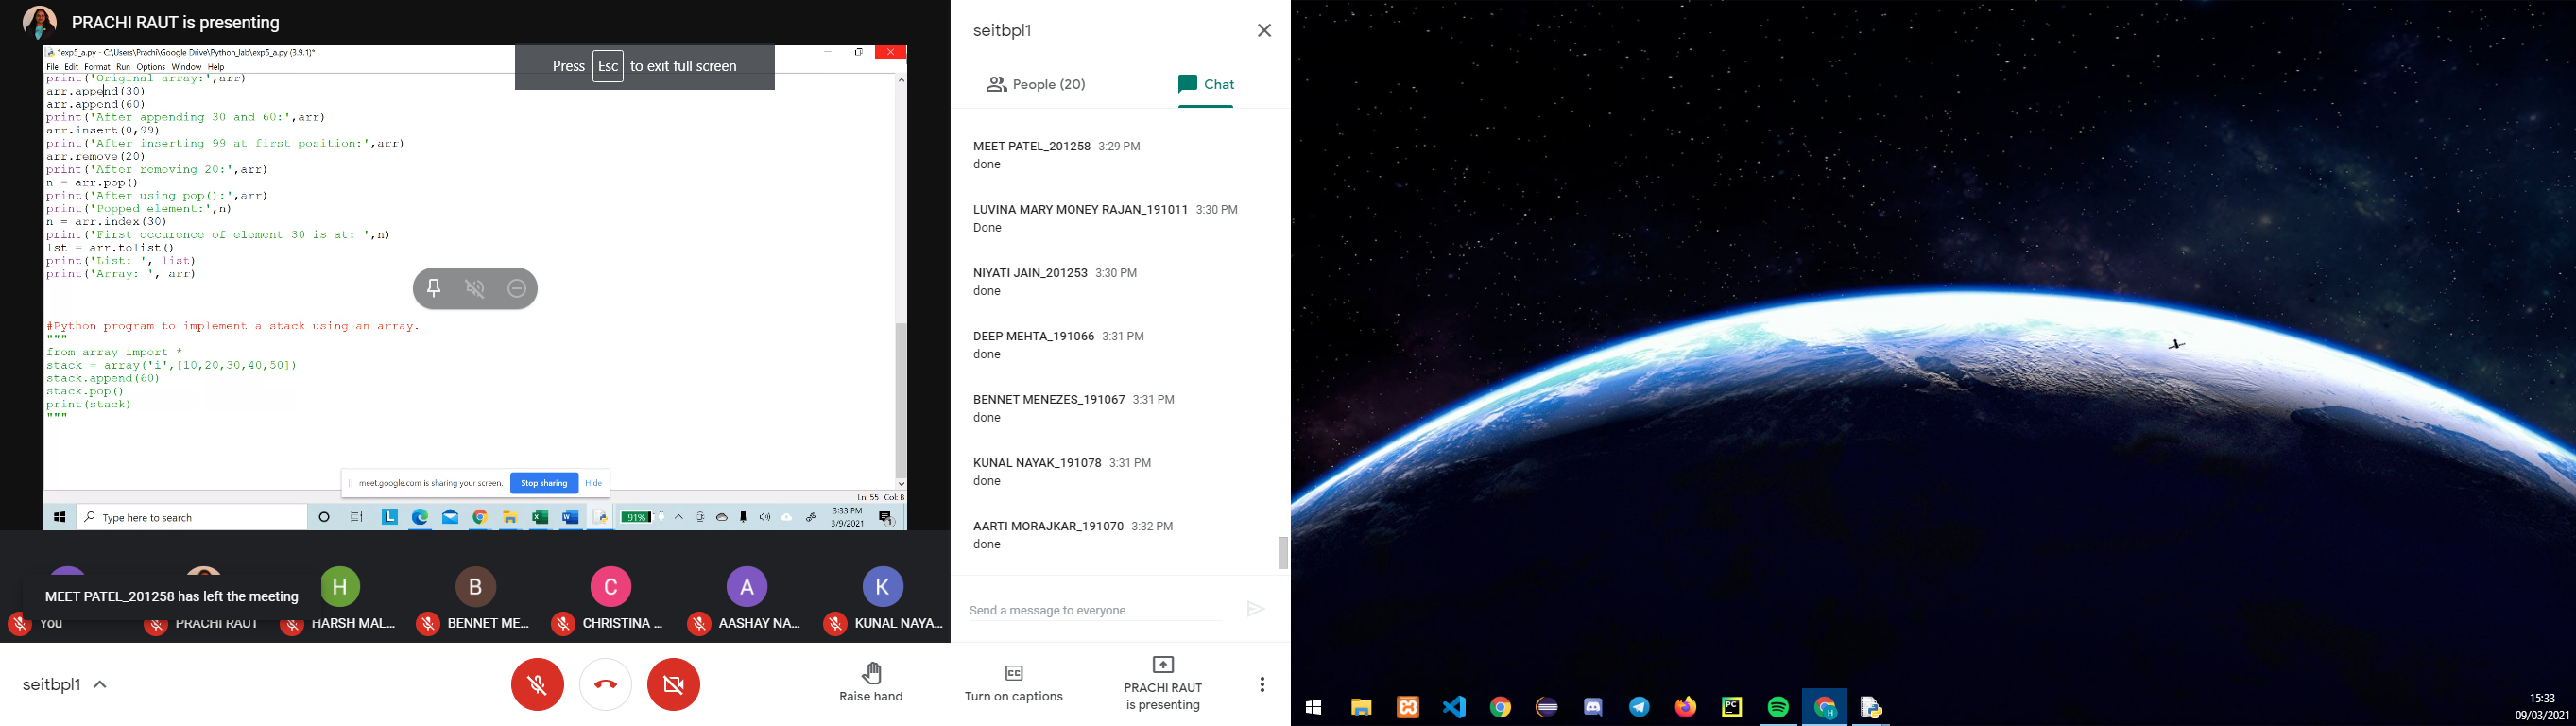 PRACHI RAUT is presenting
*exp5_a.py - C:\Users\Prachi\Google Drive\Python_lab\exp5_a.py (3.9.1)*
File Edit Format Run Options Window Help
Press Esc to exit full screen
print('Original array:',arr)
arr.append(30)
arr.append(60)
print('After appending 30 and 60:',arr)
arr.insert(0,99)
print('After inserting 99 at first position:',arr)
arr.remove(20)
print('After removing 20:',arr)
n = arr.pop()
print('After using pop():',arr)
print('Popped element:',n)
n = arr.index(30)
print('First occurence of element 30 is at: ',n)
lst = arr.tolist()
print('List: ', list)
print('Array: ', arr)
#Python program to implement a stack using an array.
"""
from array import *
stack = array('i',[10,20,30,40,50])
stack.append(60)
stack.pop()
print(stack)
"""
meet.google.com is sharing your screen. Stop sharing Hide
Ln: 55 Col: 8
Type here to search
91%
3:33 PM
3/9/2021
MEET PATEL_201258 has left the meeting
H B C A K
You PRACHI RAUT HARSH MAL... BENNET ME... CHRISTINA ... AASHAY NA... KUNAL NAYA...
seitbpl1
Raise hand
Turn on captions
PRACHI RAUT
is presenting
seitbpl1
People (20) Chat
MEET PATEL_201258 3:29 PM
done
LUVINA MARY MONEY RAJAN_191011 3:30 PM
Done
NIYATI JAIN_201253 3:30 PM
done
DEEP MEHTA_191066 3:31 PM
done
BENNET MENEZES_191067 3:31 PM
done
KUNAL NAYAK_191078 3:31 PM
done
AARTI MORAJKAR_191070 3:32 PM
done
Send a message to everyone
15:33
09/03/2021